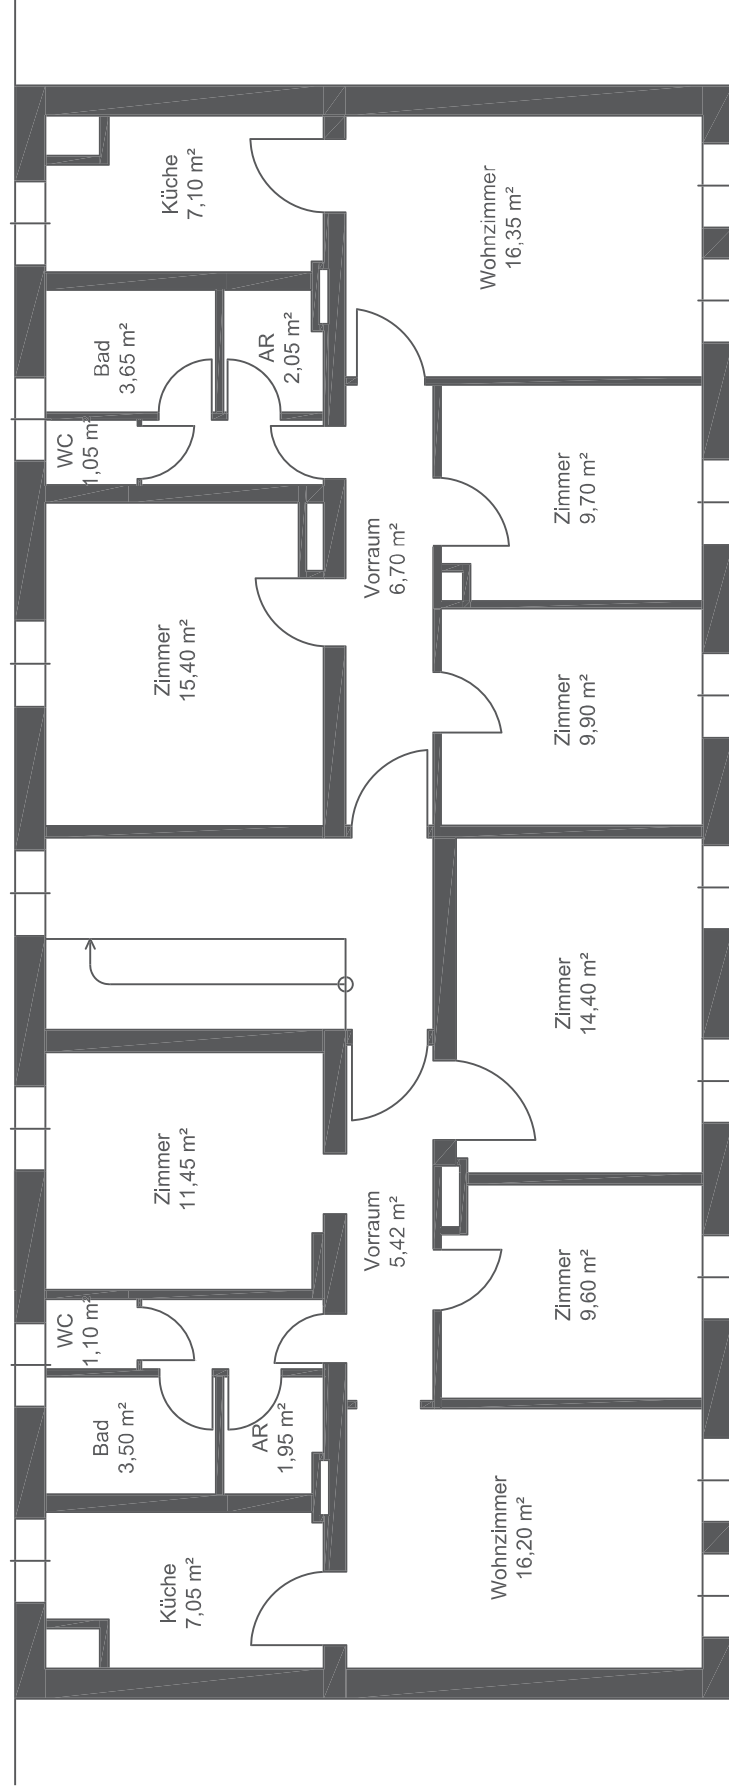 Küche
7,10 m²
Wohnzimmer
16,35 m²
Bad
3,65 m²
AR
2,05 m²
WC
1,05 m²
Zimmer
9,70 m²
Vorraum
6,70 m²
Zimmer
15,40 m²
Zimmer
9,90 m²
Zimmer
14,40 m²
Zimmer
11,45 m²
Vorraum
5,42 m²
Zimmer
9,60 m²
WC
1,10 m²
Bad
3,50 m²
AR
1,95 m²
Wohnzimmer
16,20 m²
Küche
7,05 m²